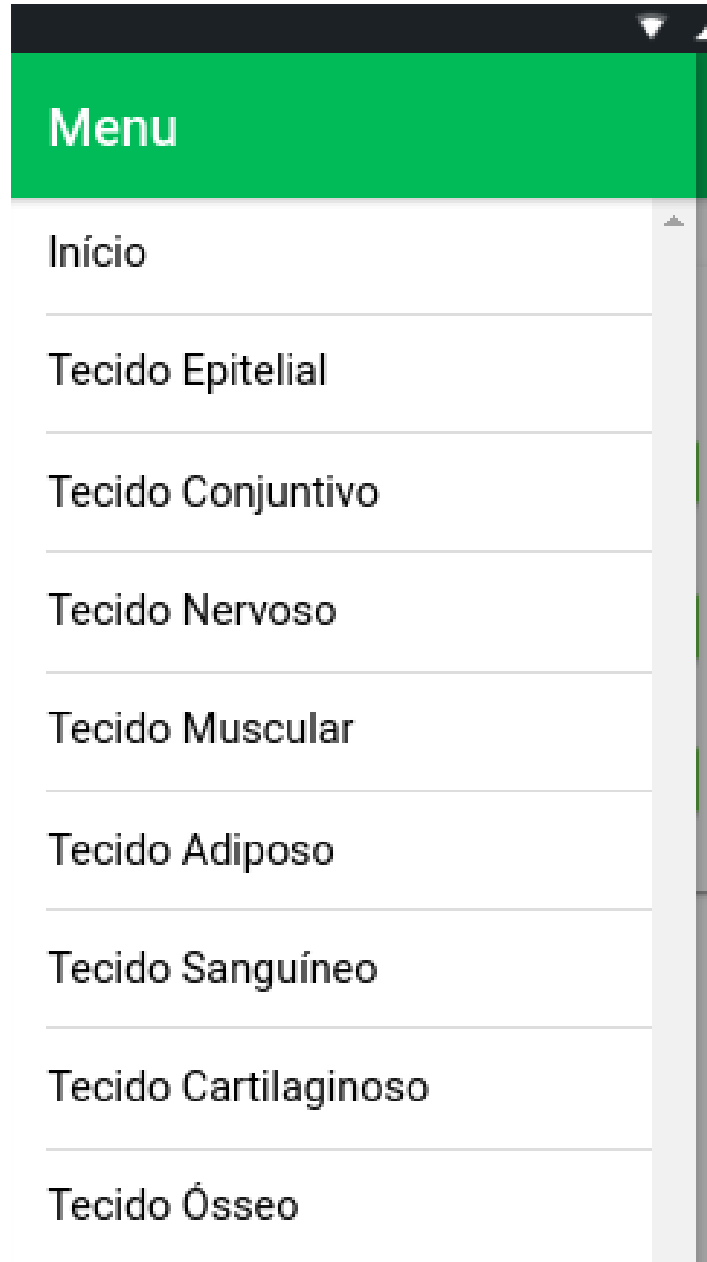 Menu
Início
Tecido Epitelial
Tecido Conjuntivo
Tecido Nervoso
Tecido Muscular
Tecido Adiposo
Tecido Sanguíneo
Tecido Cartilaginoso
Tecido Ósseo